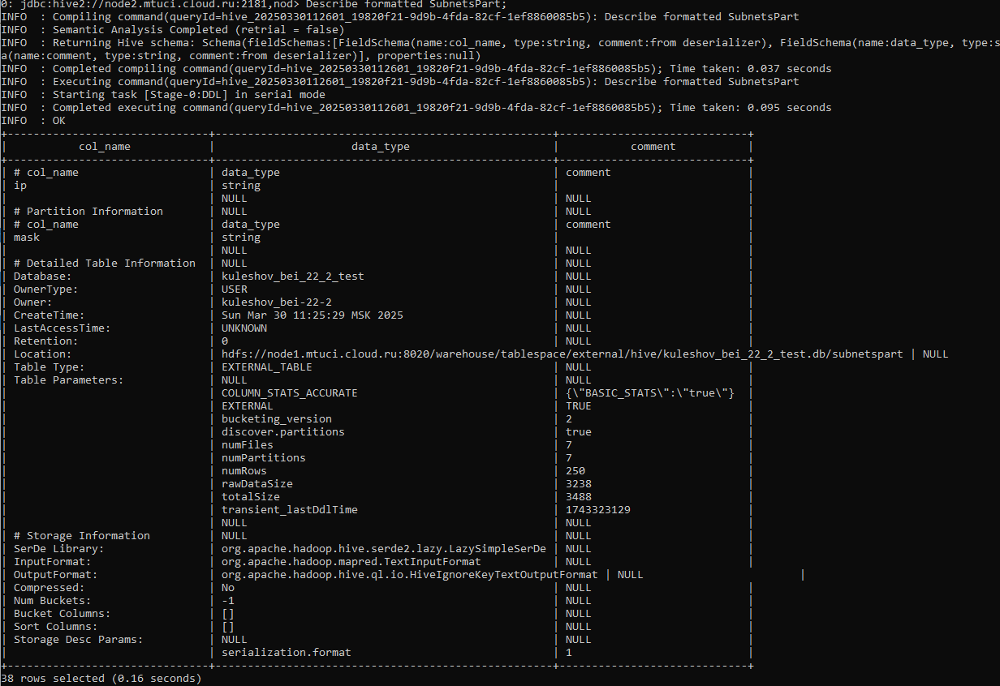 0: jdbc:hive2://node2.mtuci.cloud.ru:2181,nod> Describe formatted SubnetsPart;
INFO  : Compiling command(queryId=hive_20250330112601_19820f21-9d9b-4fda-82cf-1ef8860085b5): Describe formatted SubnetsPart
INFO  : Semantic Analysis Completed (retrial = false)
INFO  : Returning Hive schema: Schema(fieldSchemas:[FieldSchema(name:col_name, type:string, comment:from deserializer), FieldSchema(name:data_type, type:s
a(name:comment, type:string, comment:from deserializer)], properties:null)
INFO  : Completed compiling command(queryId=hive_20250330112601_19820f21-9d9b-4fda-82cf-1ef8860085b5); Time taken: 0.037 seconds
INFO  : Executing command(queryId=hive_20250330112601_19820f21-9d9b-4fda-82cf-1ef8860085b5): Describe formatted SubnetsPart
INFO  : Starting task [Stage-0:DDL] in serial mode
INFO  : Completed executing command(queryId=hive_20250330112601_19820f21-9d9b-4fda-82cf-1ef8860085b5); Time taken: 0.095 seconds
INFO  : OK
| col_name | data_type | comment |
| # col_name | data_type | comment |
| ip | string | |
| | NULL | NULL |
| # Partition Information | NULL | NULL |
| # col_name | data_type | comment |
| mask | string | |
| | NULL | NULL |
| # Detailed Table Information | NULL | NULL |
| Database: | kuleshov_bei_22_2_test | NULL |
| OwnerType: | USER | NULL |
| Owner: | kuleshov_bei-22-2 | NULL |
| CreateTime: | Sun Mar 30 11:25:29 MSK 2025 | NULL |
| LastAccessTime: | UNKNOWN | NULL |
| Retention: | 0 | NULL |
| Location: | hdfs://node1.mtuci.cloud.ru:8020/warehouse/tablespace/external/hive/kuleshov_bei_22_2_test.db/subnetspart | NULL
| Table Type: | EXTERNAL_TABLE | NULL |
| Table Parameters: | NULL | NULL |
| | COLUMN_STATS_ACCURATE | {\"BASIC_STATS\":\"true\"} |
| | EXTERNAL | TRUE |
| | bucketing_version | 2 |
| | discover.partitions | true |
| | numFiles | 7 |
| | numPartitions | 7 |
| | numRows | 250 |
| | rawDataSize | 3238 |
| | totalSize | 3488 |
| | transient_lastDdlTime | 1743323129 |
| | NULL | NULL |
| # Storage Information | NULL | NULL |
| SerDe Library: | org.apache.hadoop.hive.serde2.lazy.LazySimpleSerDe | NULL |
| InputFormat: | org.apache.hadoop.mapred.TextInputFormat | NULL |
| OutputFormat: | org.apache.hadoop.hive.ql.io.HiveIgnoreKeyTextOutputFormat | NULL |
| Compressed: | No | NULL |
| Num Buckets: | -1 | NULL |
| Bucket Columns: | [] | NULL |
| Sort Columns: | [] | NULL |
| Storage Desc Params: | NULL | NULL |
| | serialization.format | 1 |
38 rows selected (0.16 seconds)